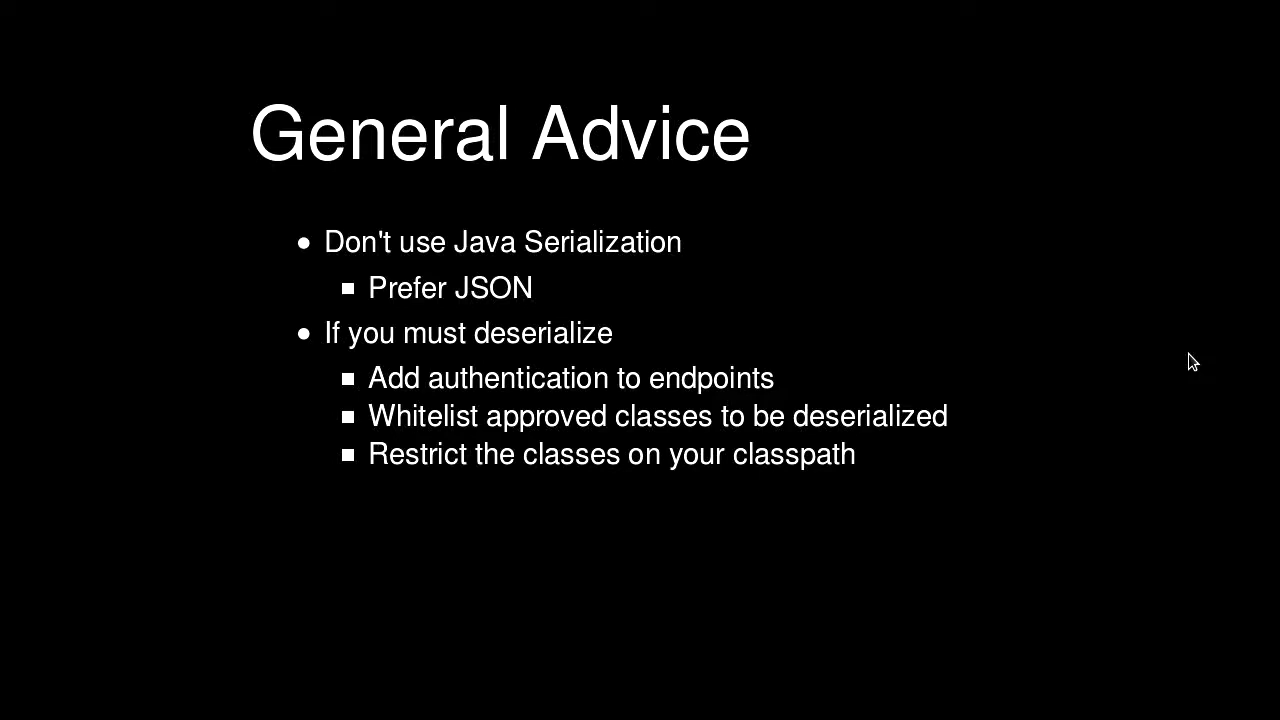 General Advice
Don't use Java Serialization
Prefer JSON
If you must deserialize
Add authentication to endpoints
Whitelist approved classes to be deserialized
Restrict the classes on your classpath